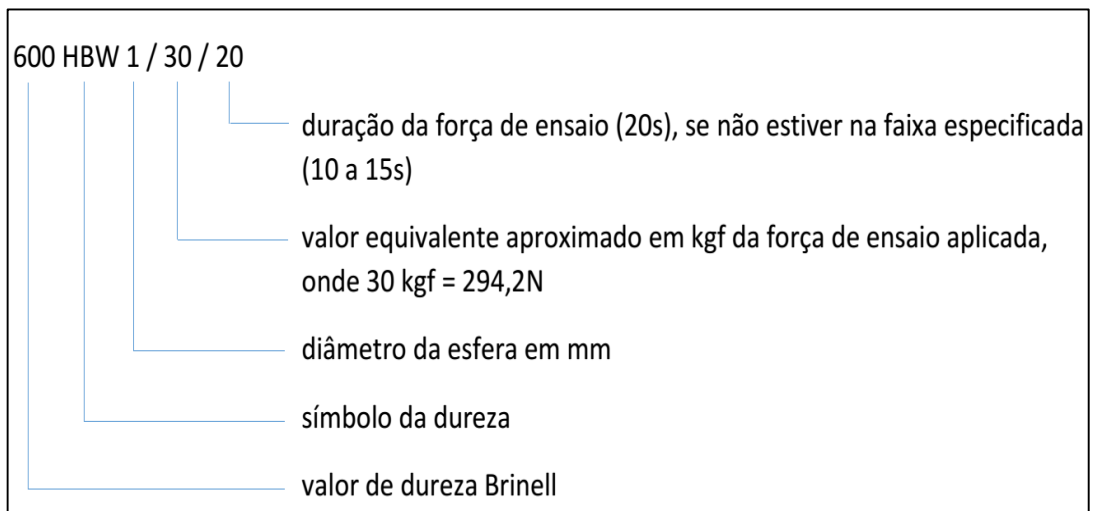 600 HBW 1 / 30 / 20
duração da força de ensaio (20s), se não estiver na faixa especificada
(10 a 15s)
valor equivalente aproximado em kgf da força de ensaio aplicada,
onde 30 kgf = 294,2N
diâmetro da esfera em mm
símbolo da dureza
valor de dureza Brinell